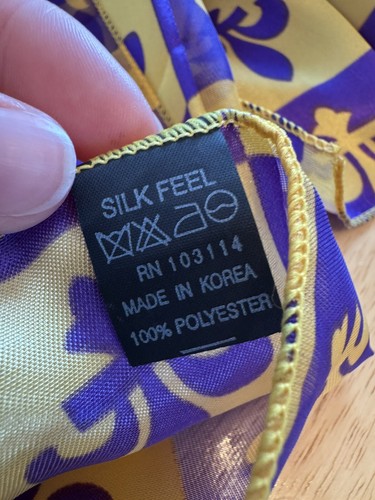 SILK FEEL
RN 103114
MADE IN KOREA
100% POLYESTER